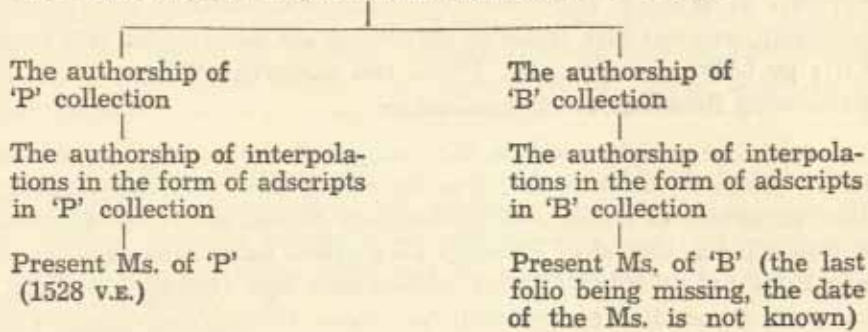 The authorship of
'P' collection
The authorship of interpola-
tions in the form of adscripts
in 'P' collection
Present Ms. of 'P'
(1528 V.E.)
The authorship of
'B' collection
The authorship of interpola-
tions in the form of adscripts
in 'B' collection
Present Ms. of 'B' (the last
folio being missing, the date
of the Ms. is not known)